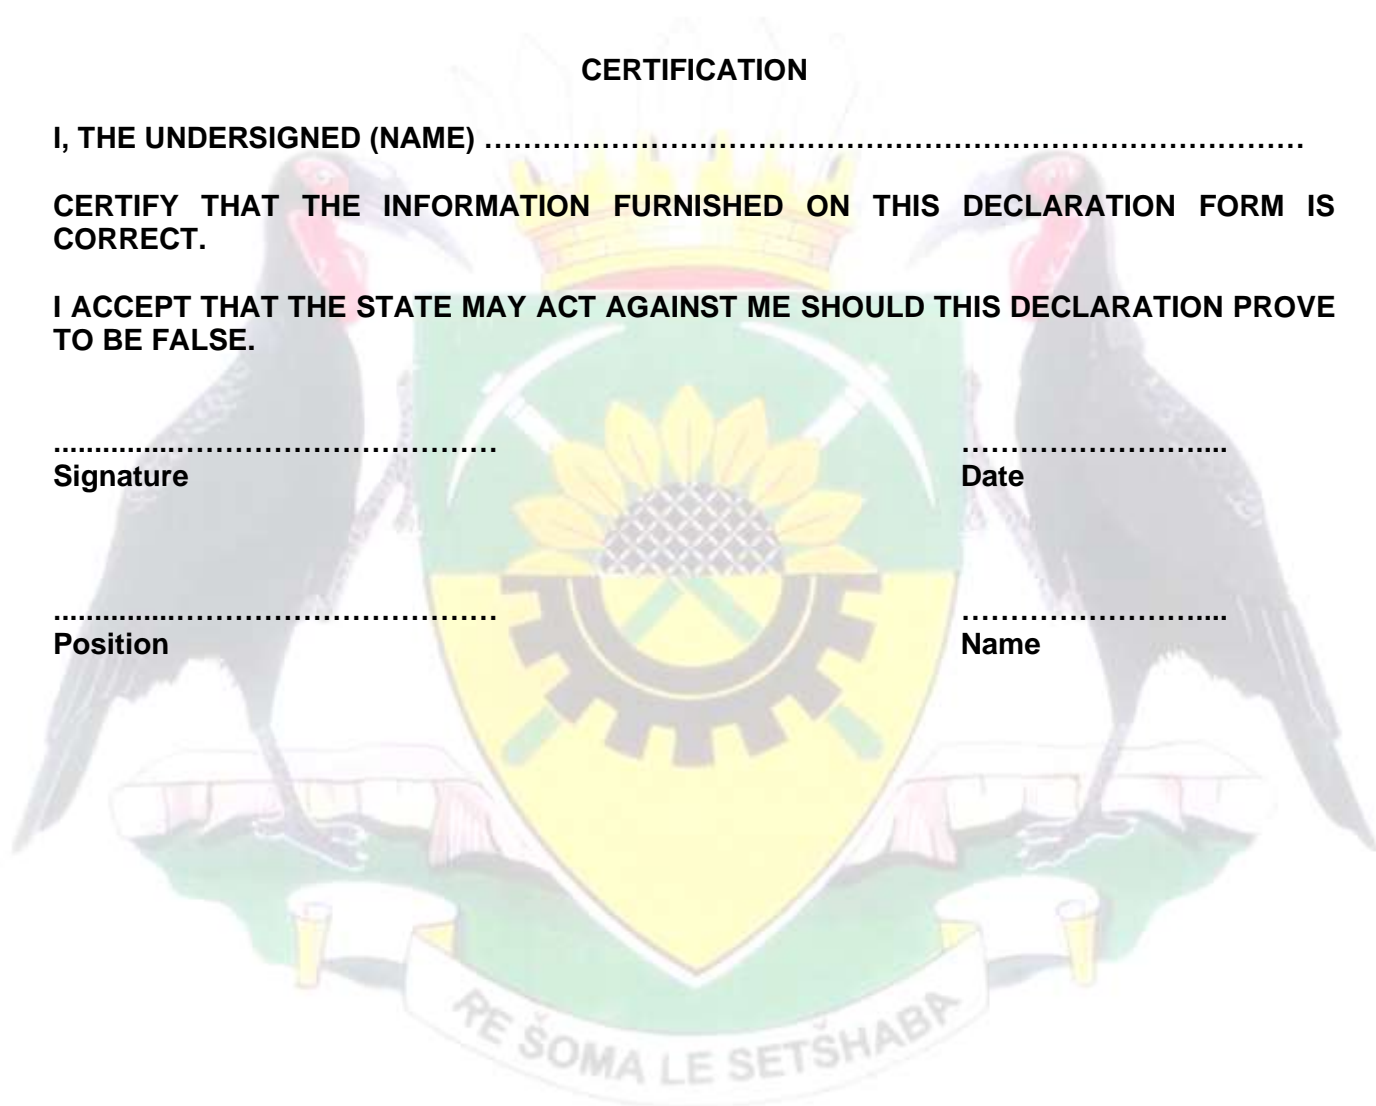 CERTIFICATION
I, THE UNDERSIGNED (NAME) ……………………………………………………………………………
CERTIFY THAT THE INFORMATION FURNISHED ON THIS DECLARATION FORM IS
CORRECT.
I ACCEPT THAT THE STATE MAY ACT AGAINST ME SHOULD THIS DECLARATION PROVE
TO BE FALSE.
...............…………………………… ……………………...
Signature Date
...............…………………………… ……………………...
Position Name
RE ŠOMA LE SETŠHABA